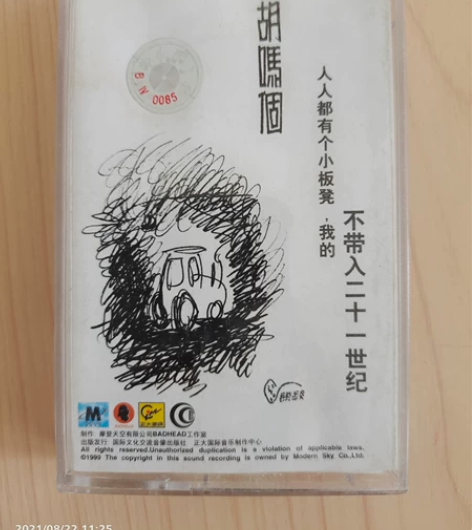 胡嗎個
人人都有个小板凳，我的
不带入二十一世纪
BM 0085
M
正大国际
制作：摩登天空有限公司BADHEAD工作室
出版发行：国际文化交流音像出版社 正大国际音乐制作中心
All rights reserved.Unauthorized duplication is a violation of applicable laws.
©1999 The copyright in this sound recording is owned by Modern Sky Co.,Ltd.
2021/08/22 11:25